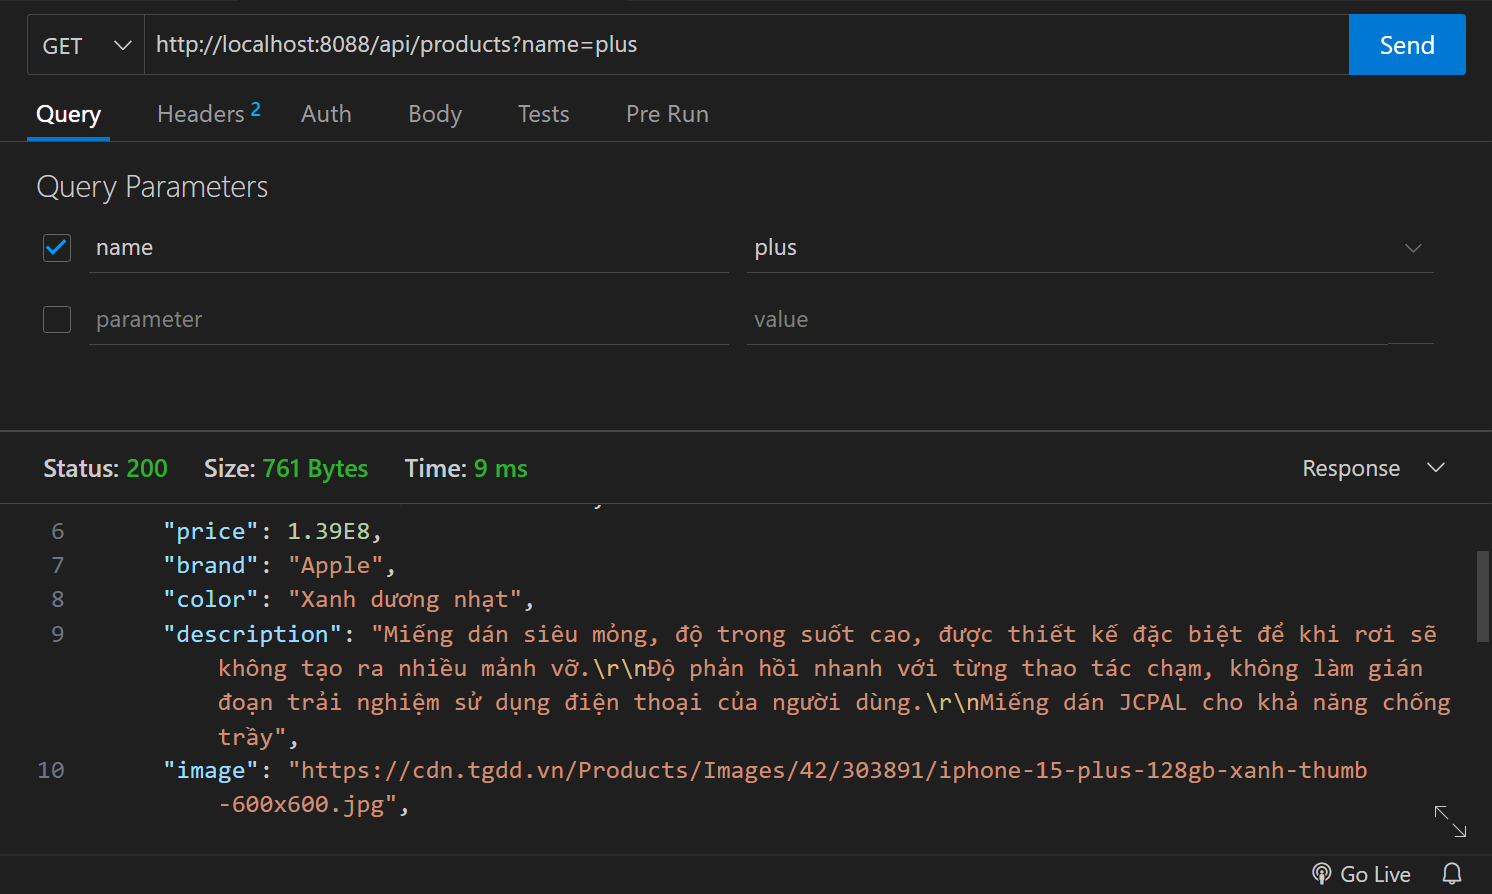 GET http://localhost:8088/api/products?name=plus Send
Query Headers 2 Auth Body Tests Pre Run
Query Parameters
name plus
parameter value
Status: 200 Size: 761 Bytes Time: 9 ms Response
6 "price": 1.39E8,
7 "brand": "Apple",
8 "color": "Xanh dương nhạt",
9 "description": "Miếng dán siêu mỏng, độ trong suốt cao, được thiết kế đặc biệt để khi rơi sẽ
không tạo ra nhiều mảnh vỡ.\r\nĐộ phản hồi nhanh với từng thao tác chạm, không làm gián
đoạn trải nghiệm sử dụng điện thoại của người dùng.\r\nMiếng dán JCPAL cho khả năng chống
trầy",
10 "image": "https://cdn.tgdd.vn/Products/Images/42/303891/iphone-15-plus-128gb-xanh-thumb
-600x600.jpg",
Go Live